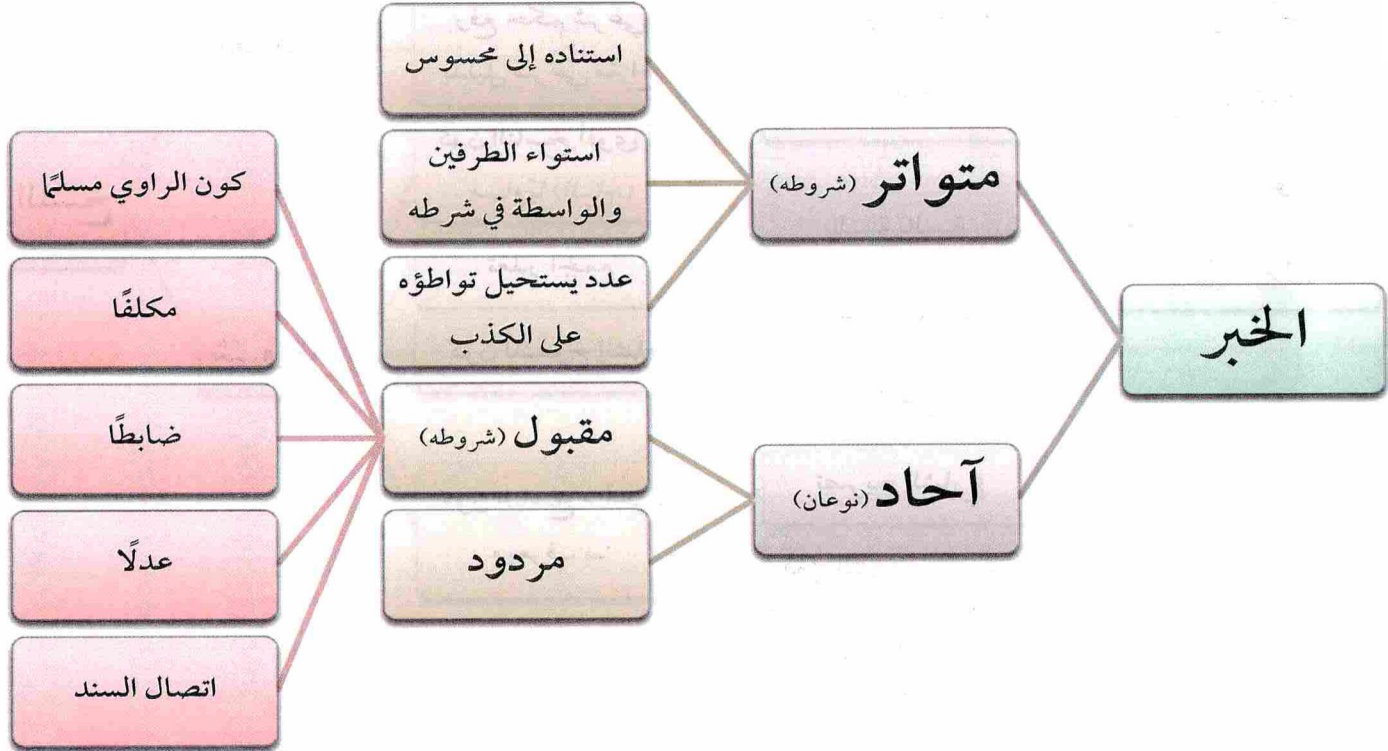 الخبر
متواتر (شروطه)
استناده إلى محسوس
استواء الطرفين
والواسطة في شرطه
عدد يستحيل تواطؤه
على الكذب
آحاد (نوعان)
مقبول (شروطه)
كون الراوي مسلمًا
مكلفًا
ضابطًا
عدلًا
اتصال السند
مردود